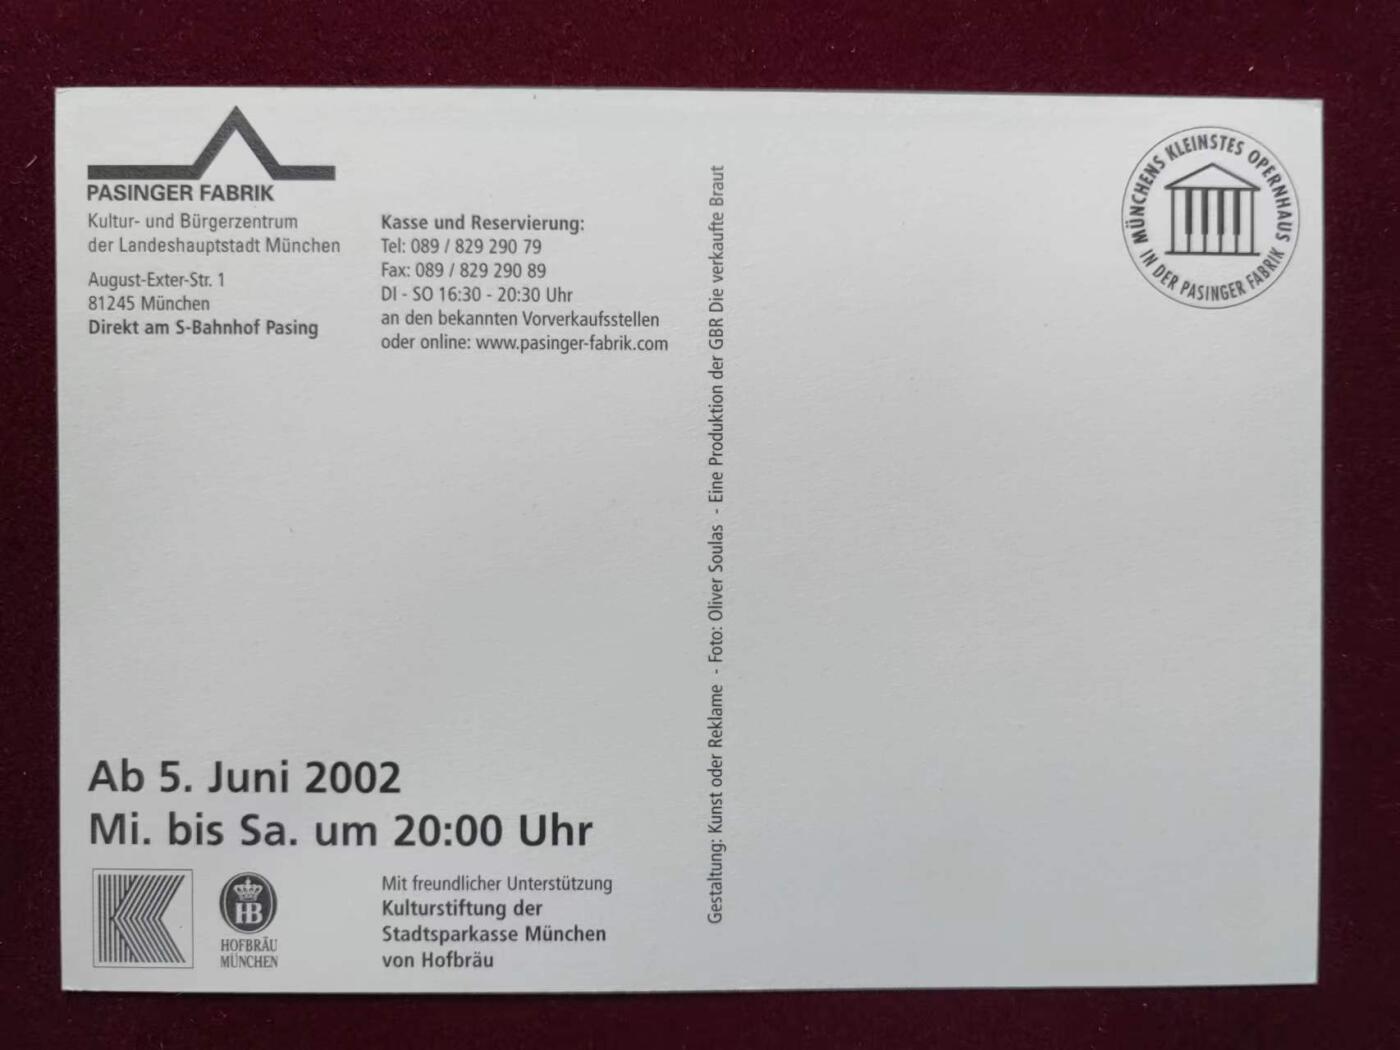 PASINGER FABRIK
Kultur- und Bürgerzentrum
der Landeshauptstadt München
August-Exter-Str. 1
81245 München
Direkt am S-Bahnhof Pasing
Kasse und Reservierung:
Tel: 089 / 829 290 79
Fax: 089 / 829 290 89
DI - SO 16:30 - 20:30 Uhr
an den bekannten Vorverkaufsstellen
oder online: www.pasinger-fabrik.com
Ab 5. Juni 2002
Mi. bis Sa. um 20:00 Uhr
HB
HOFBRÄU
MÜNCHEN
Mit freundlicher Unterstützung
Kulturstiftung der
Stadtsparkasse München
von Hofbräu
Gestaltung: Kunst oder Reklame - Foto: Oliver Soulas - Eine Produktion der GBR Die verkaufte Braut
MÜNCHENS KLEINSTES OPERNHAUS
IN DER PASINGER FABRIK